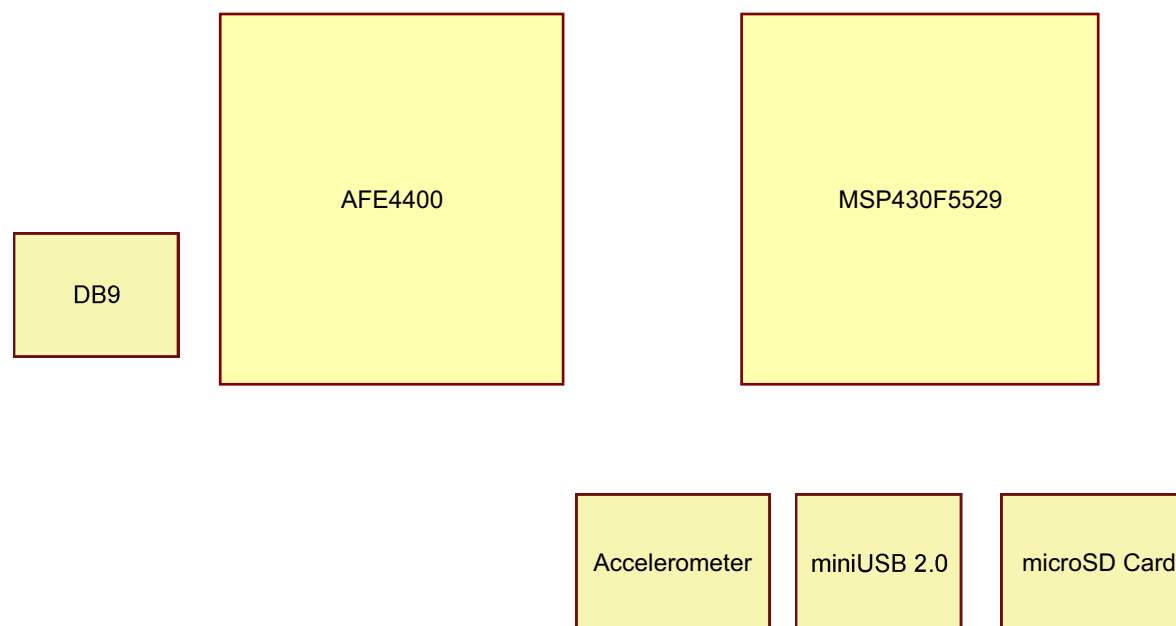 AFE4400
MSP430F5529
DB9
Accelerometer
miniUSB 2.0
microSD Card